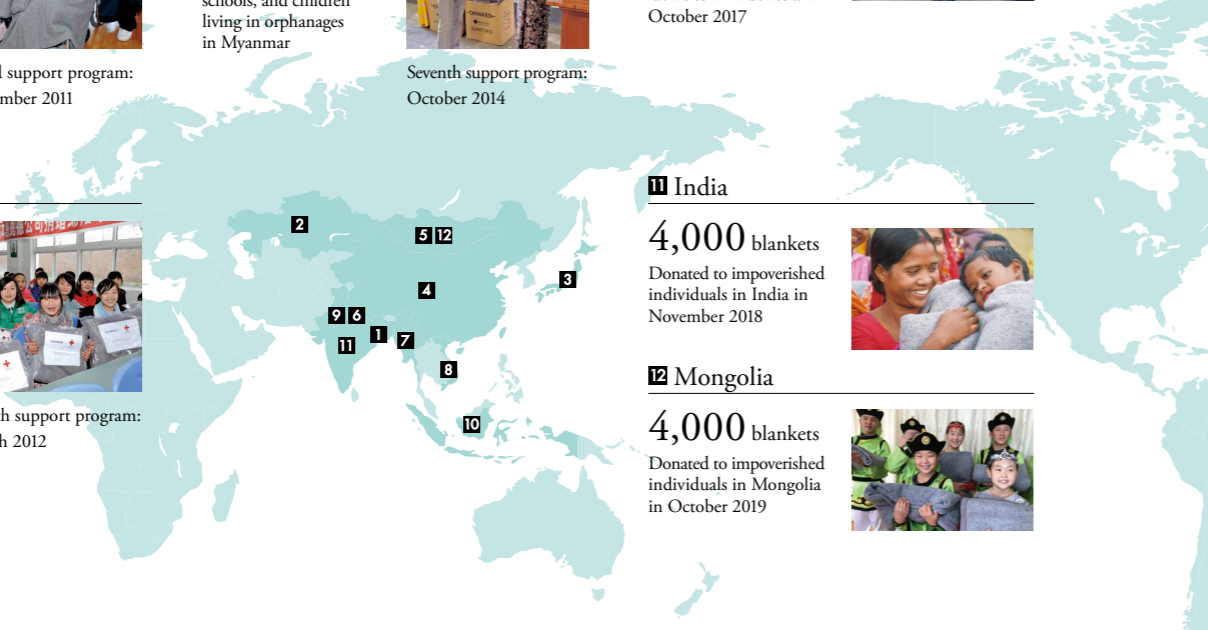 schools, and children
living in orphanages
in Myanmar
October 2017
support program:
2011
Seventh support program:
October 2014
11 India
4,000 blankets
Donated to impoverished
individuals in India in
November 2018
2
5 12
3
4
9 6
1
7
11
8
10
support program:
2012
12 Mongolia
4,000 blankets
Donated to impoverished
individuals in Mongolia
in October 2019